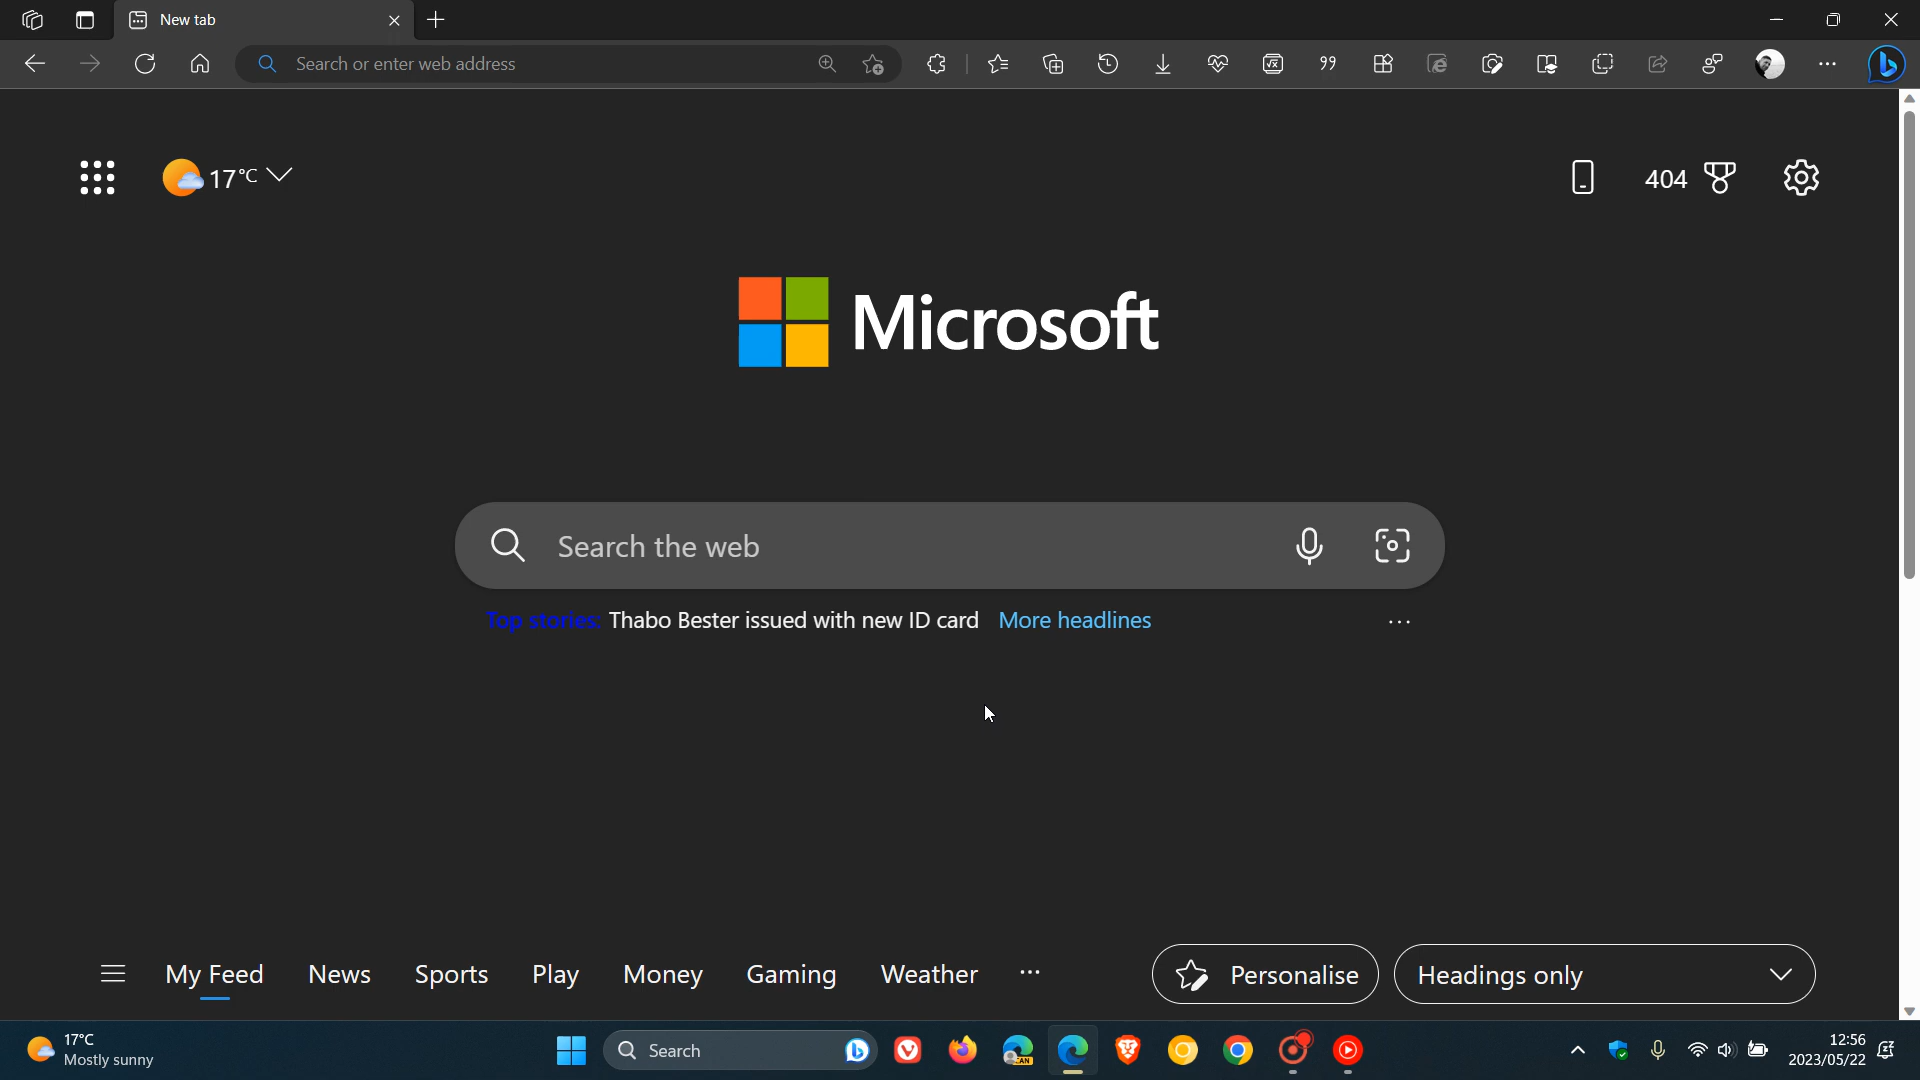 New tab
Search or enter web address
17°C
404
Microsoft
Search the web
Top stories: Thabo Bester issued with new ID card More headlines
My Feed News Sports Play Money Gaming Weather
Personalise
Headings only
17°C
Mostly sunny
Search
CAN
12:56
2023/05/22